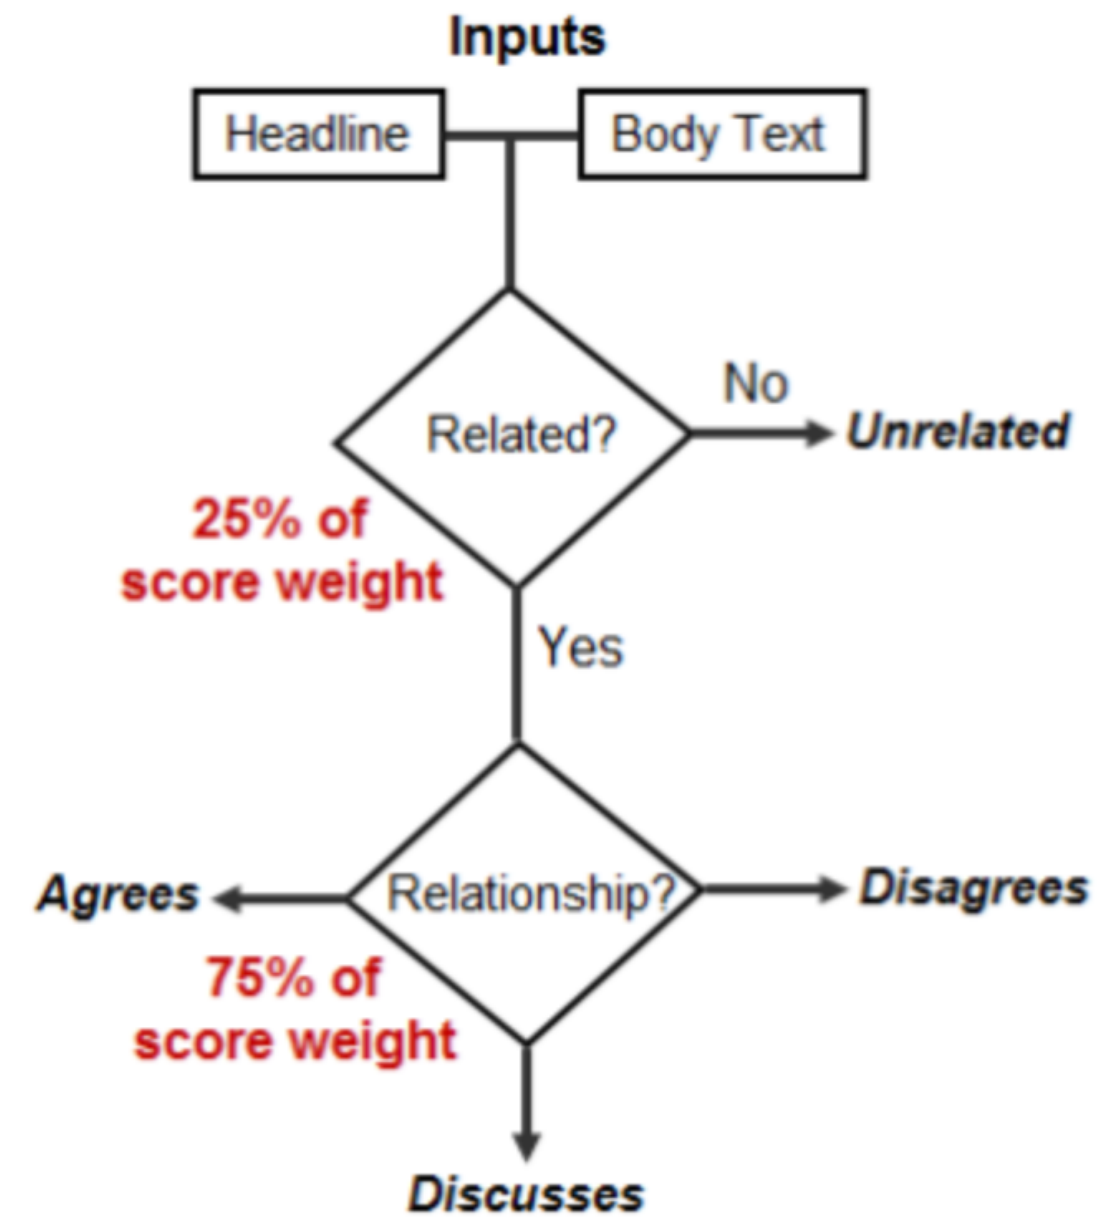 Inputs
Headline
Body Text
Related?
No
Unrelated
25% of
score weight
Yes
Relationship?
Agrees
Disagrees
75% of
score weight
Discusses